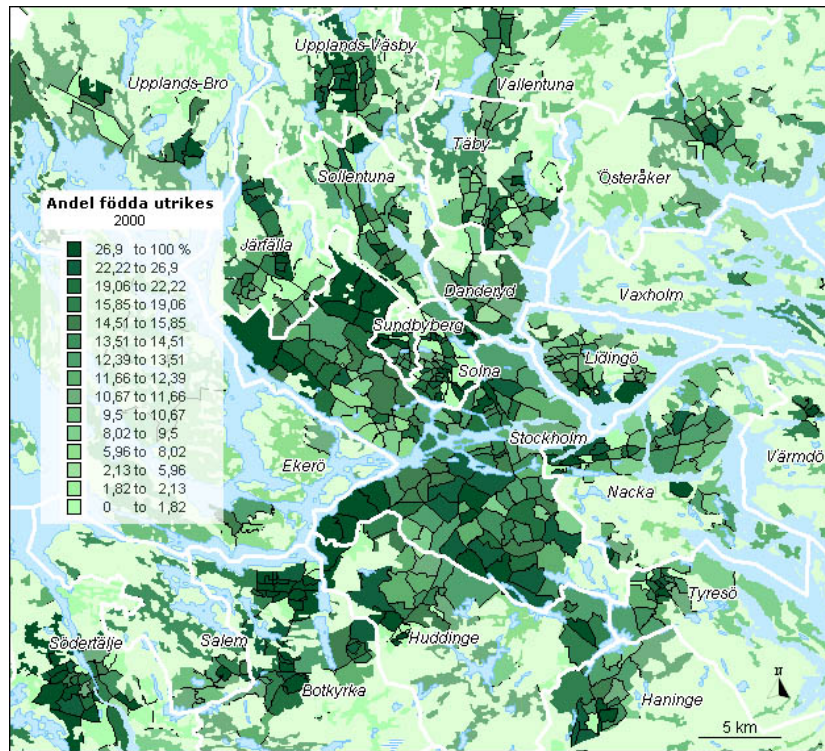 Upplands-Väsby
Upplands-Bro
Vallentuna
Täby
Sollentuna
Österåker
Andel födda utrikes
2000
26,9 to 100 %
22,22 to 26,9
19,06 to 22,22
15,85 to 19,06
14,51 to 15,85
13,51 to 14,51
12,39 to 13,51
11,66 to 12,39
10,67 to 11,66
9,5 to 10,67
8,02 to 9,5
5,96 to 8,02
2,13 to 5,96
1,82 to 2,13
0 to 1,82
Järfälla
Danderyd
Vaxholm
Sundbyberg
Lidingö
Solna
Stockholm
Ekerö
Värmdö
Nacka
Tyresö
Södertälje
Salem
Huddinge
Botkyrka
Haninge
N
5 km